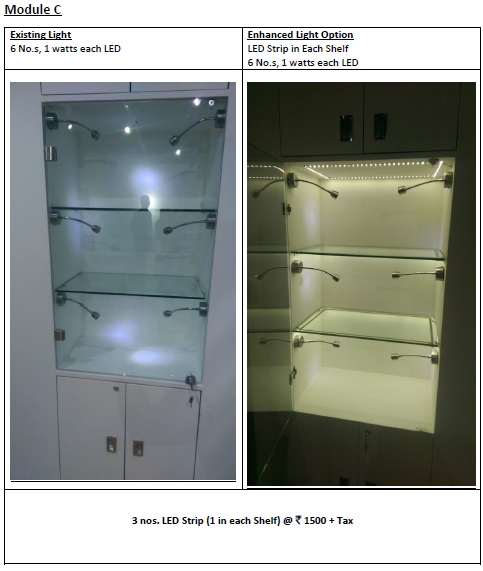 Module C
Existing Light
6 No.s, 1 watts each LED
Enhanced Light Option
LED Strip in Each Shelf
6 No.s, 1 watts each LED
3 nos. LED Strip (1 in each Shelf) @ ₹ 1500 + Tax